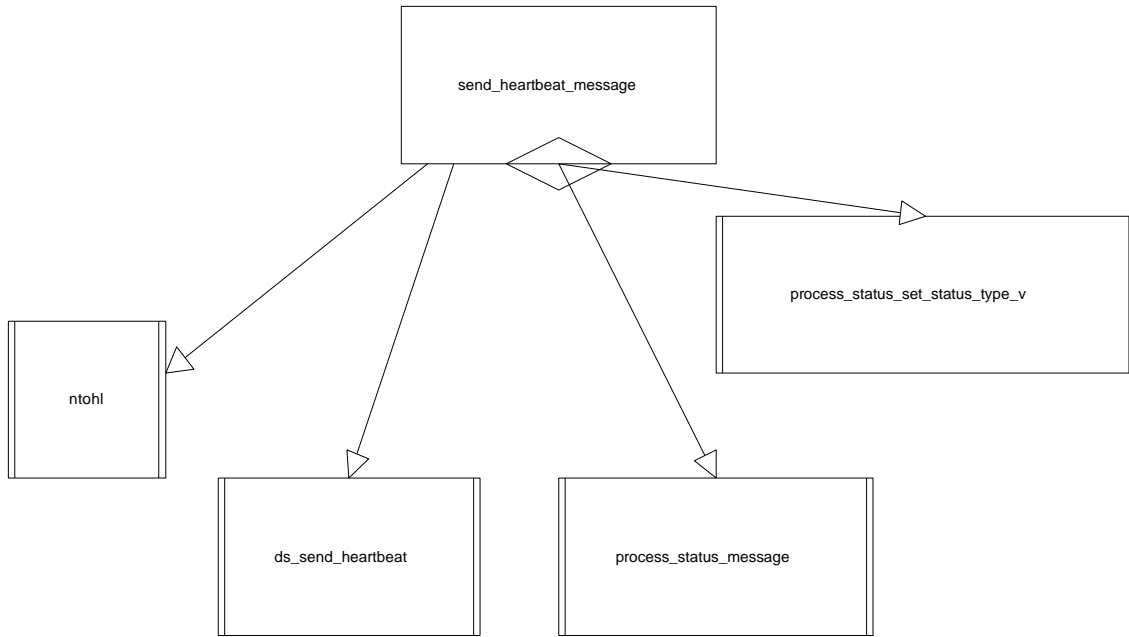 send_heartbeat_message
process_status_set_status_type_v
ntohl
ds_send_heartbeat
process_status_message